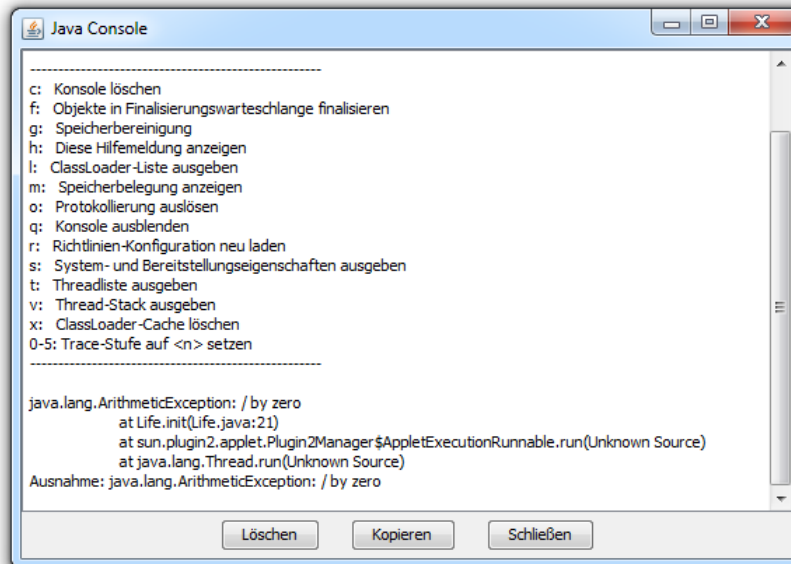 Java Console
----------------------------------------------------
c: Konsole löschen
f: Objekte in Finalisierungswarteschlange finalisieren
g: Speicherbereinigung
h: Diese Hilfemeldung anzeigen
l: ClassLoader-Liste ausgeben
m: Speicherbelegung anzeigen
o: Protokollierung auslösen
q: Konsole ausblenden
r: Richtlinien-Konfiguration neu laden
s: System- und Bereitstellungseigenschaften ausgeben
t: Threadliste ausgeben
v: Thread-Stack ausgeben
x: ClassLoader-Cache löschen
0-5: Trace-Stufe auf <n> setzen
----------------------------------------------------
java.lang.ArithmeticException: / by zero
at Life.init(Life.java:21)
at sun.plugin2.applet.Plugin2Manager$AppletExecutionRunnable.run(Unknown Source)
at java.lang.Thread.run(Unknown Source)
Ausnahme: java.lang.ArithmeticException: / by zero
Löschen Kopieren Schließen